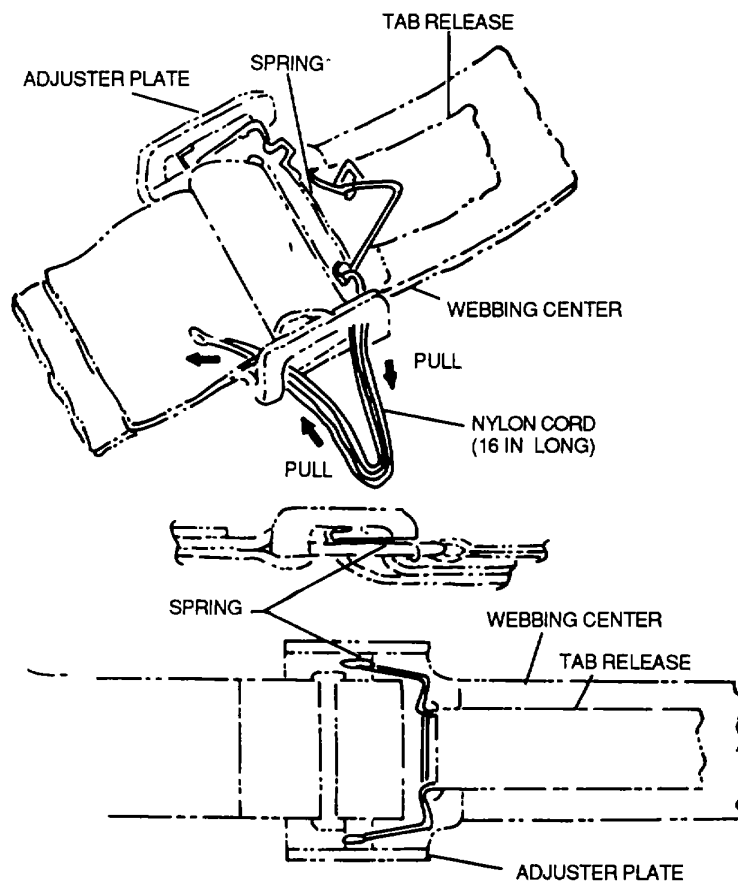 TAB RELEASE
SPRING
ADJUSTER PLATE
WEBBING CENTER
PULL
NYLON CORD
(16 IN LONG)
PULL
SPRING
WEBBING CENTER
TAB RELEASE
ADJUSTER PLATE